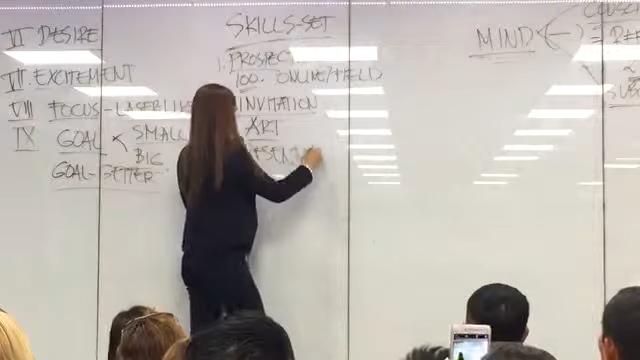 VI DESIRE
VII. EXCITEMENT
VIII FOCUS - LASER LIKE
IX GOAL < SMALL
BIG
GOAL - BETTER
SKILLS-SET
1. PROSPECT
100. ONLINE/FIELD
INVITATION
ART
MIND (-) =